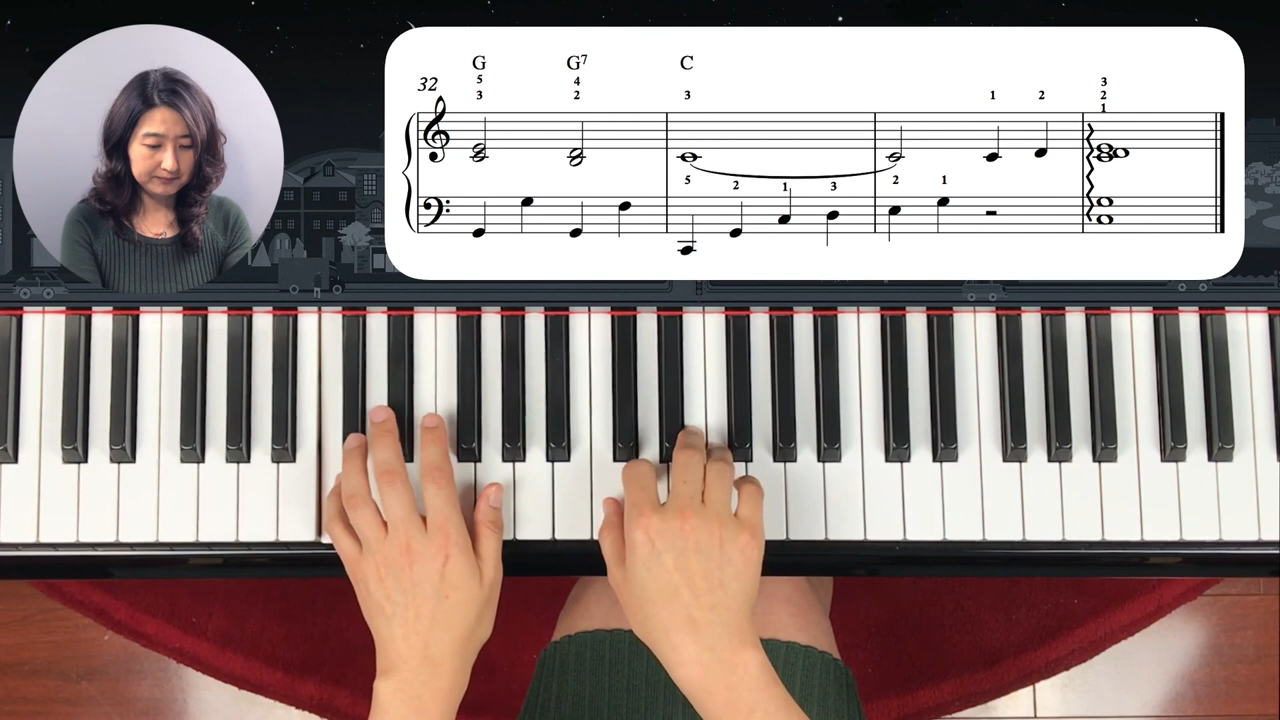 G G⁷ C
32 5 4 3
3 2 3 1 2 2
1
5 2 1 3 2 1